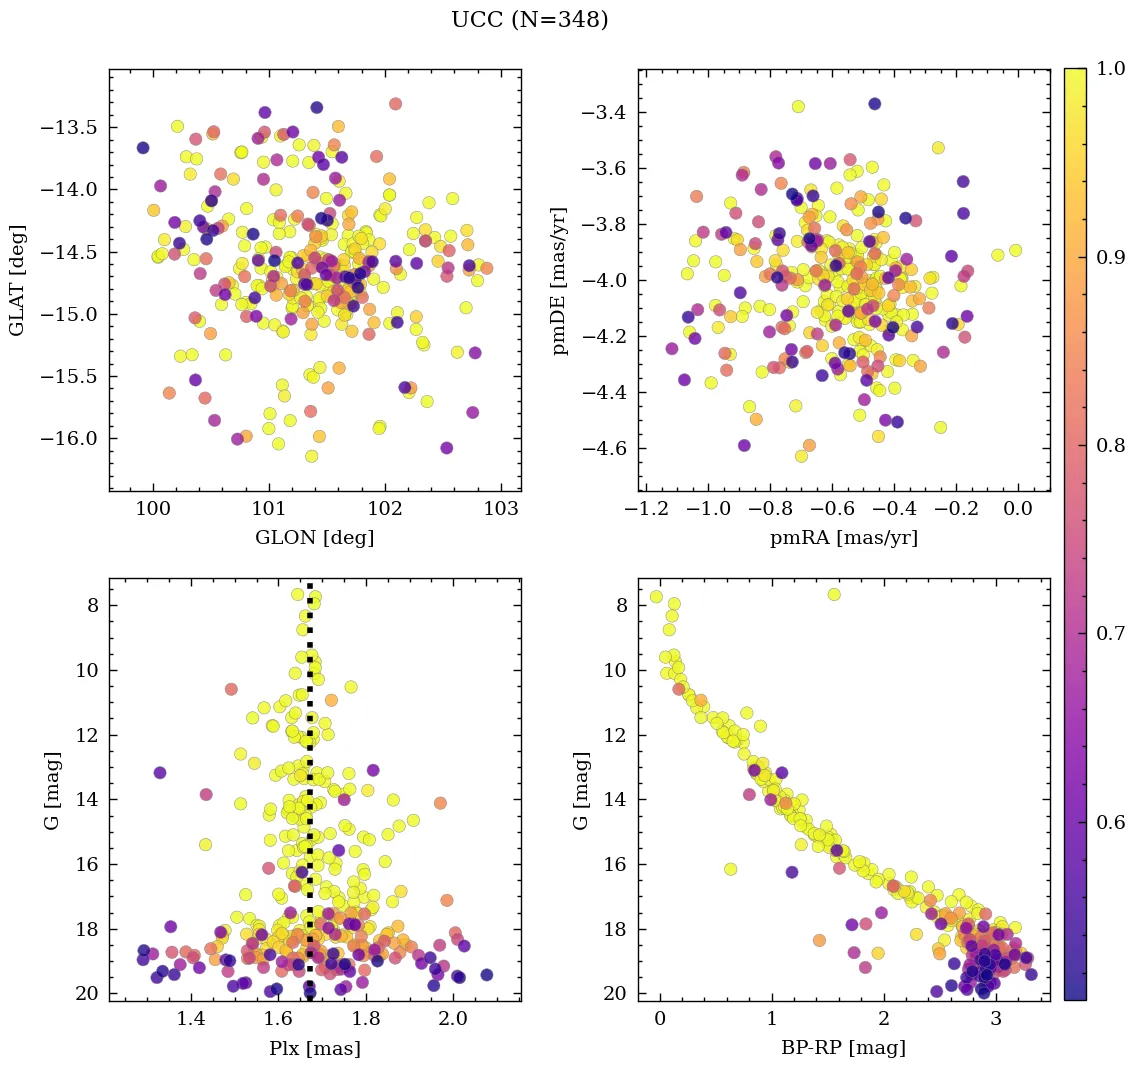 UCC (N=348)
−13.5
−14.0
−14.5
−15.0
−15.5
−16.0
GLAT [deg]
100 101 102 103
GLON [deg]
−3.4
−3.6
−3.8
−4.0
−4.2
−4.4
−4.6
pmDE [mas/yr]
−1.2 −1.0 −0.8 −0.6 −0.4 −0.2 0.0
pmRA [mas/yr]
8
10
12
14
16
18
20
G [mag]
1.4 1.6 1.8 2.0
Plx [mas]
8
10
12
14
16
18
20
G [mag]
0 1 2 3
BP-RP [mag]
1.0
0.9
0.8
0.7
0.6